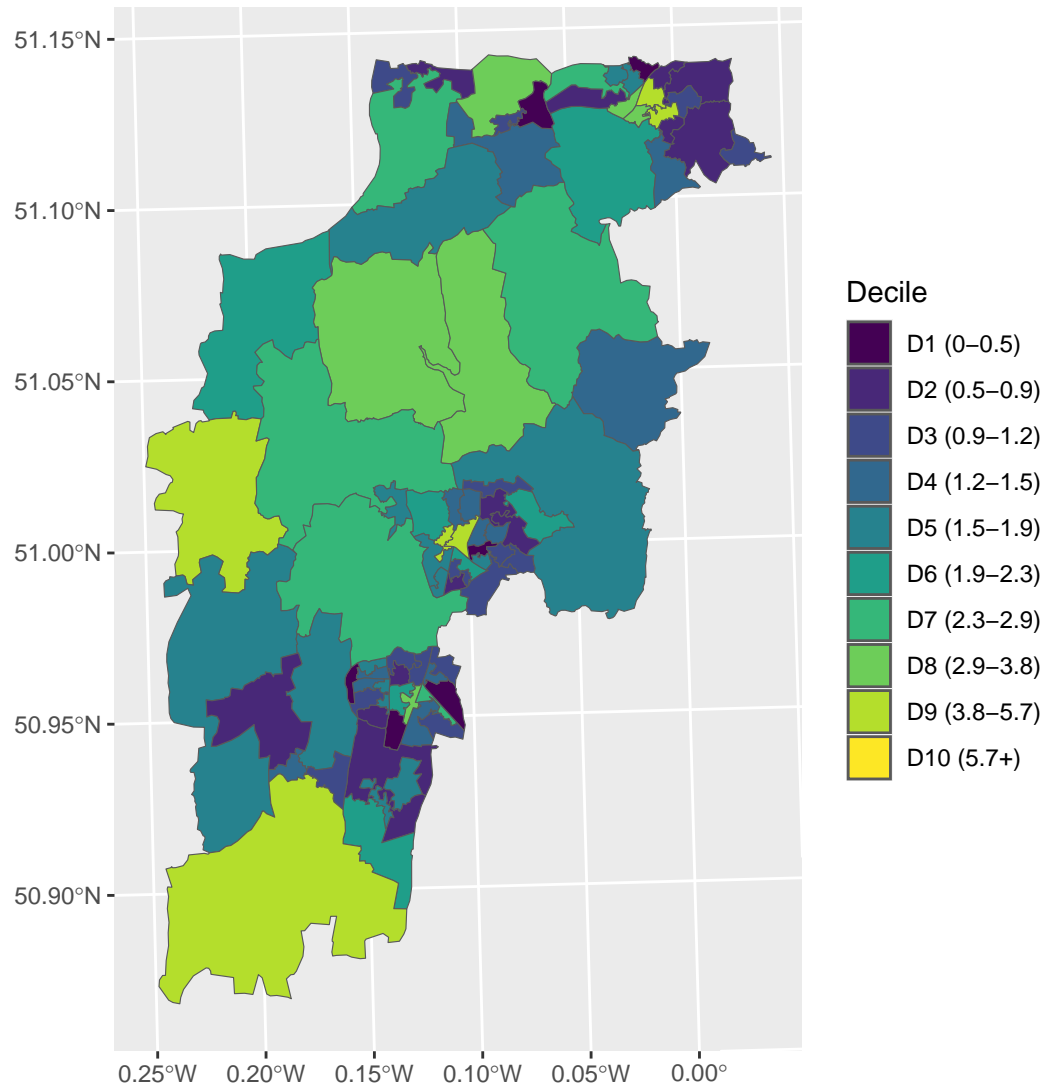 51.15°N
51.10°N
51.05°N
51.00°N
50.95°N
50.90°N
0.25°W 0.20°W 0.15°W 0.10°W 0.05°W 0.00°
Decile
D1 (0–0.5)
D2 (0.5–0.9)
D3 (0.9–1.2)
D4 (1.2–1.5)
D5 (1.5–1.9)
D6 (1.9–2.3)
D7 (2.3–2.9)
D8 (2.9–3.8)
D9 (3.8–5.7)
D10 (5.7+)